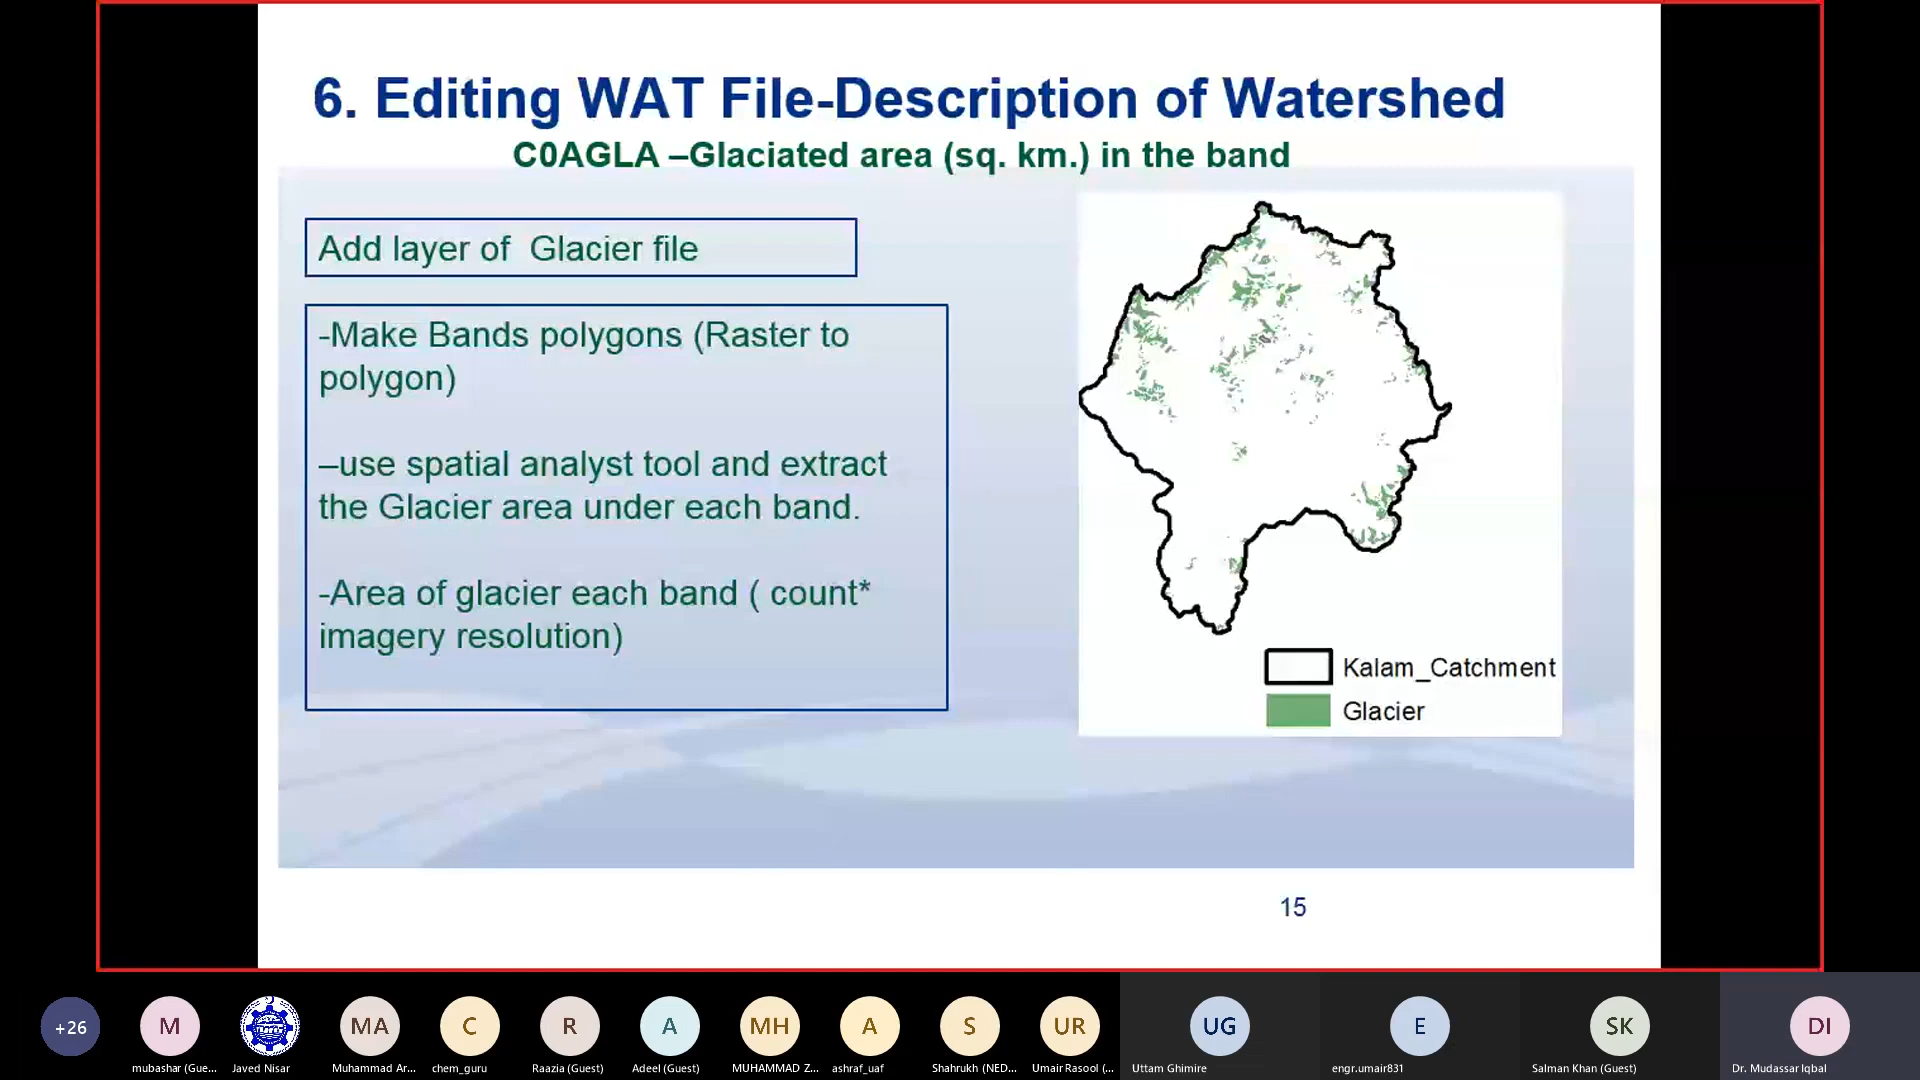 6. Editing WAT File-Description of Watershed
C0AGLA –Glaciated area (sq. km.) in the band
Add layer of  Glacier file
-Make Bands polygons (Raster to
polygon)
–use spatial analyst tool and extract
the Glacier area under each band.
-Area of glacier each band ( count*
imagery resolution)
Kalam_Catchment
Glacier
15
+26
M
MA
C
R
A
MH
A
S
UR
UG
E
SK
DI
mubashar (Gue...
Javed Nisar
Muhammad Ar...
chem_guru
Raazia (Guest)
Adeel (Guest)
MUHAMMAD Z...
ashraf_uaf
Shahrukh (NED...
Umair Rasool (...
Uttam Ghimire
engr.umair831
Salman Khan (Guest)
Dr. Mudassar Iqbal